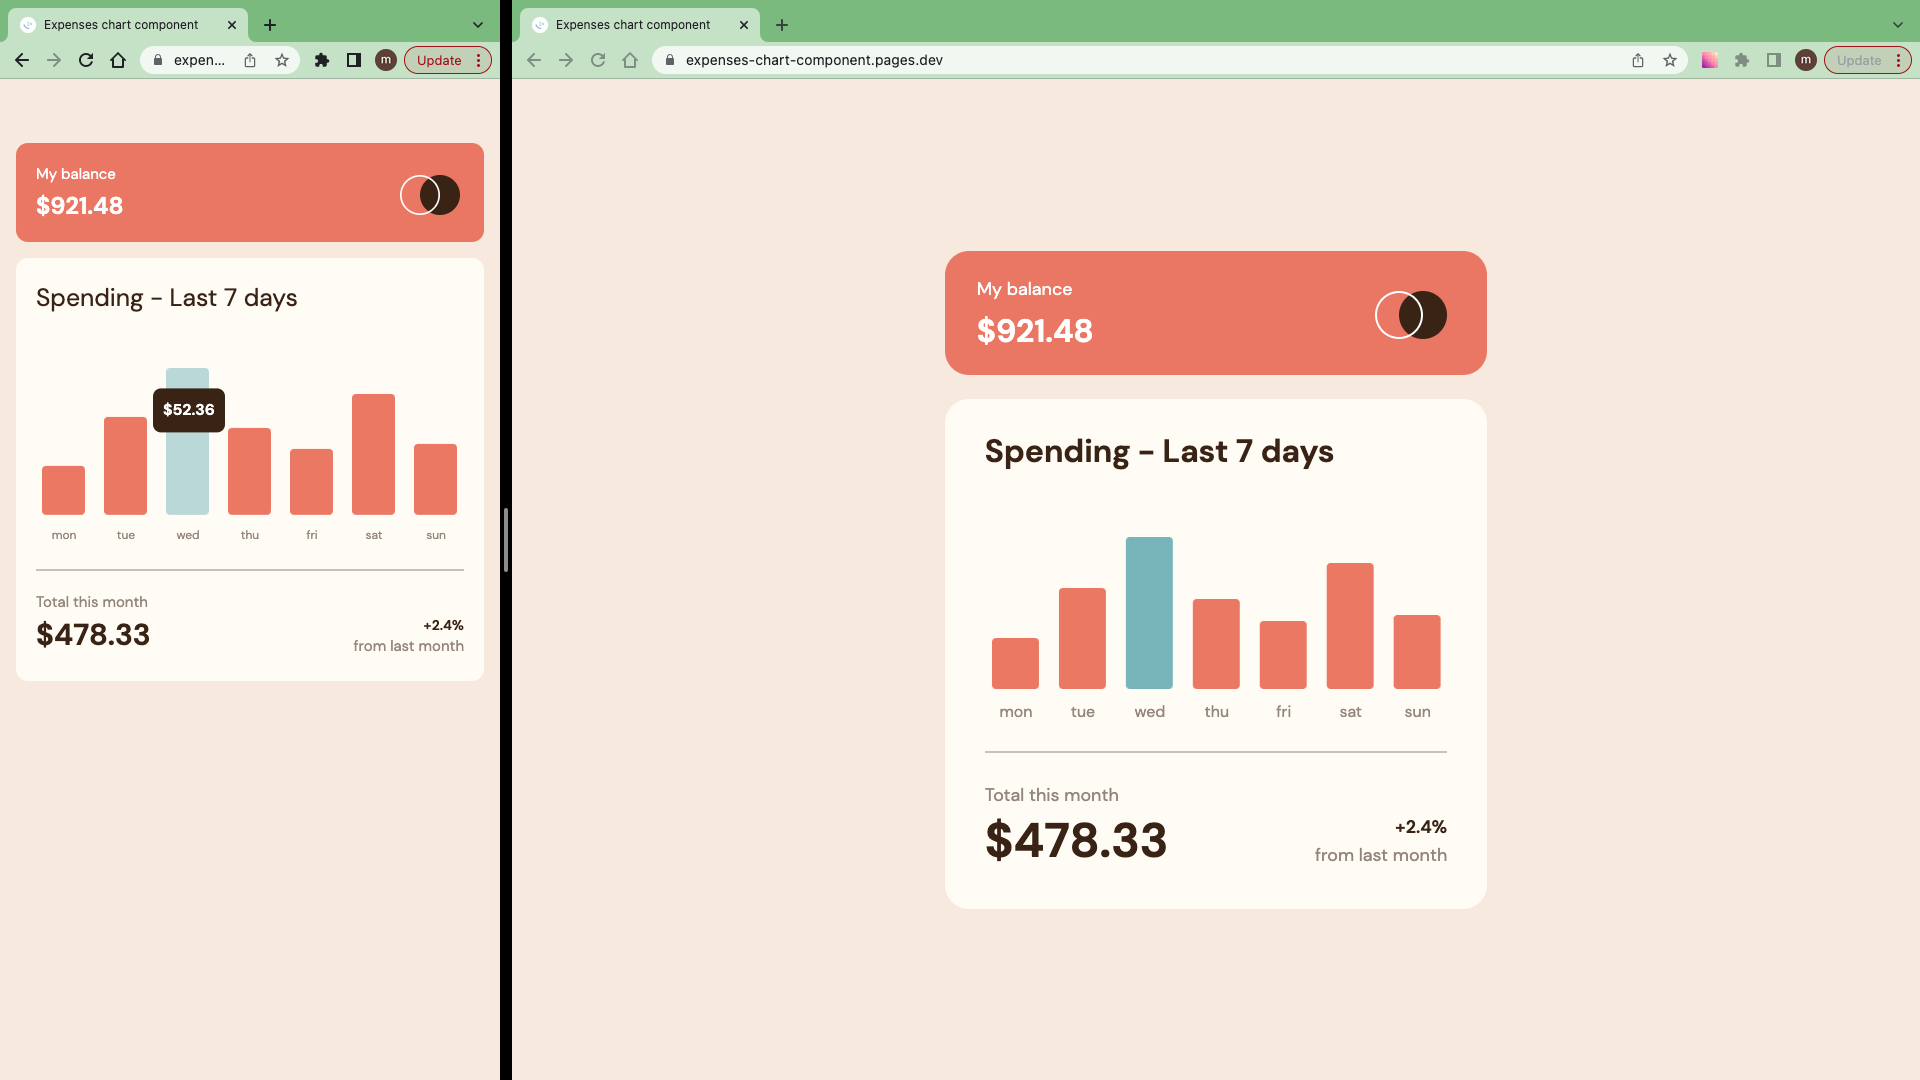 Expenses chart component
expen...
m
Update
My balance
$921.48
Spending - Last 7 days
$52.36
mon tue wed thu fri sat sun
Total this month
$478.33
+2.4%
from last month
Expenses chart component
expenses-chart-component.pages.dev
m
Update
My balance
$921.48
Spending - Last 7 days
mon tue wed thu fri sat sun
Total this month
$478.33
+2.4%
from last month